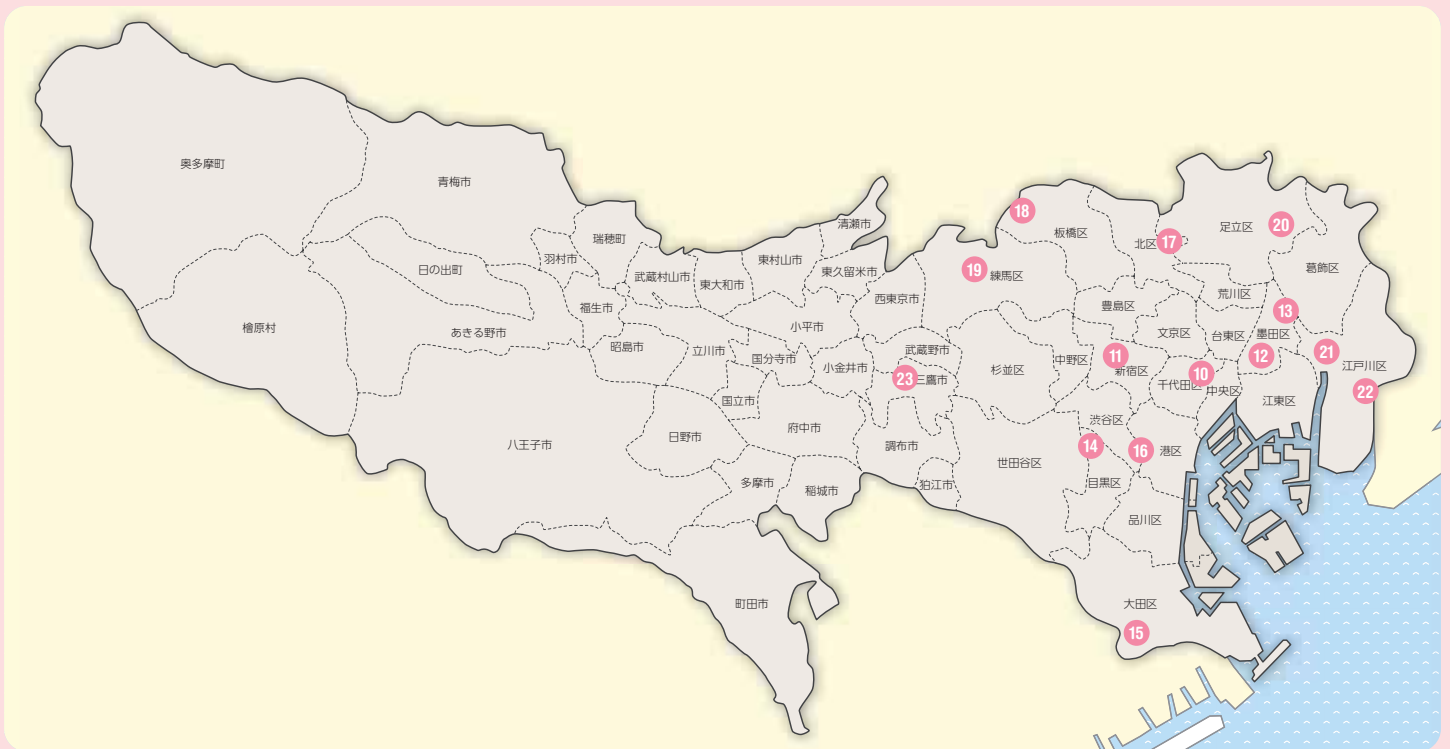 奥多摩町
青梅市
檜原村
日の出町
あきる野市
羽村市
瑞穂町
福生市
武蔵村山市
東大和市
東村山市
清瀬市
東久留米市
西東京市
昭島市
立川市
小平市
国分寺市
小金井市
国立市
武蔵野市
23 三鷹市
八王子市
日野市
府中市
調布市
狛江市
多摩市
稲城市
町田市
18
板橋区
19 練馬区
北区 17
足立区 20
葛飾区
荒川区
豊島区
文京区
台東区
13
墨田区
12
21
江戸川区
22
杉並区
中野区
11
新宿区
10
千代田区
中央区
江東区
渋谷区
14
16 港区
世田谷区
目黒区
品川区
大田区
15